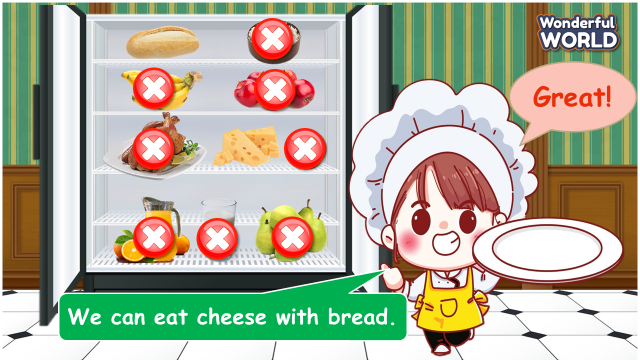 Wonderful
WORLD
Great!
We can eat cheese with bread.